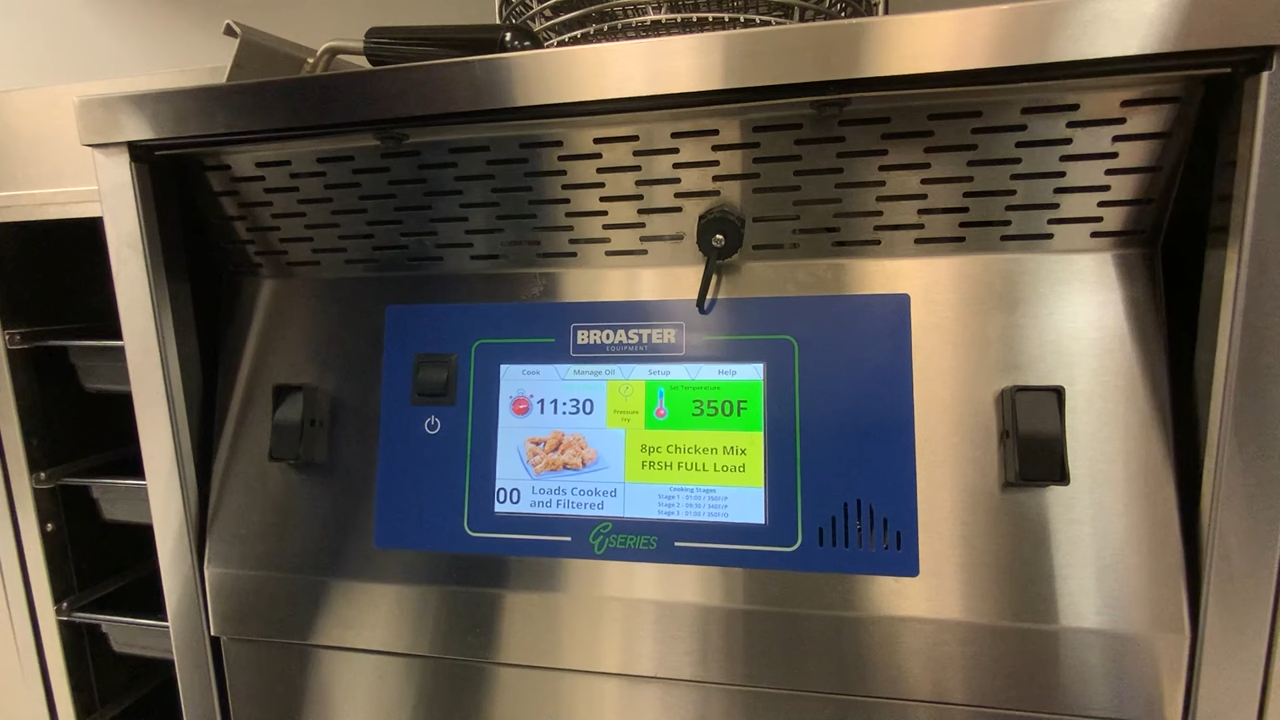 BROASTER
EQUIPMENT
Cook
Manage Oil
Setup
Help
11:30
Pressure
Fry
Set Temperature
350F
8pc Chicken Mix
FRSH FULL Load
00
Loads Cooked
and Filtered
Cooking Stages
Stage 1 - 01:00 / 350F/P
Stage 2 - 09:30 / 340F/P
Stage 3 - 01:00 / 350F/O
E SERIES